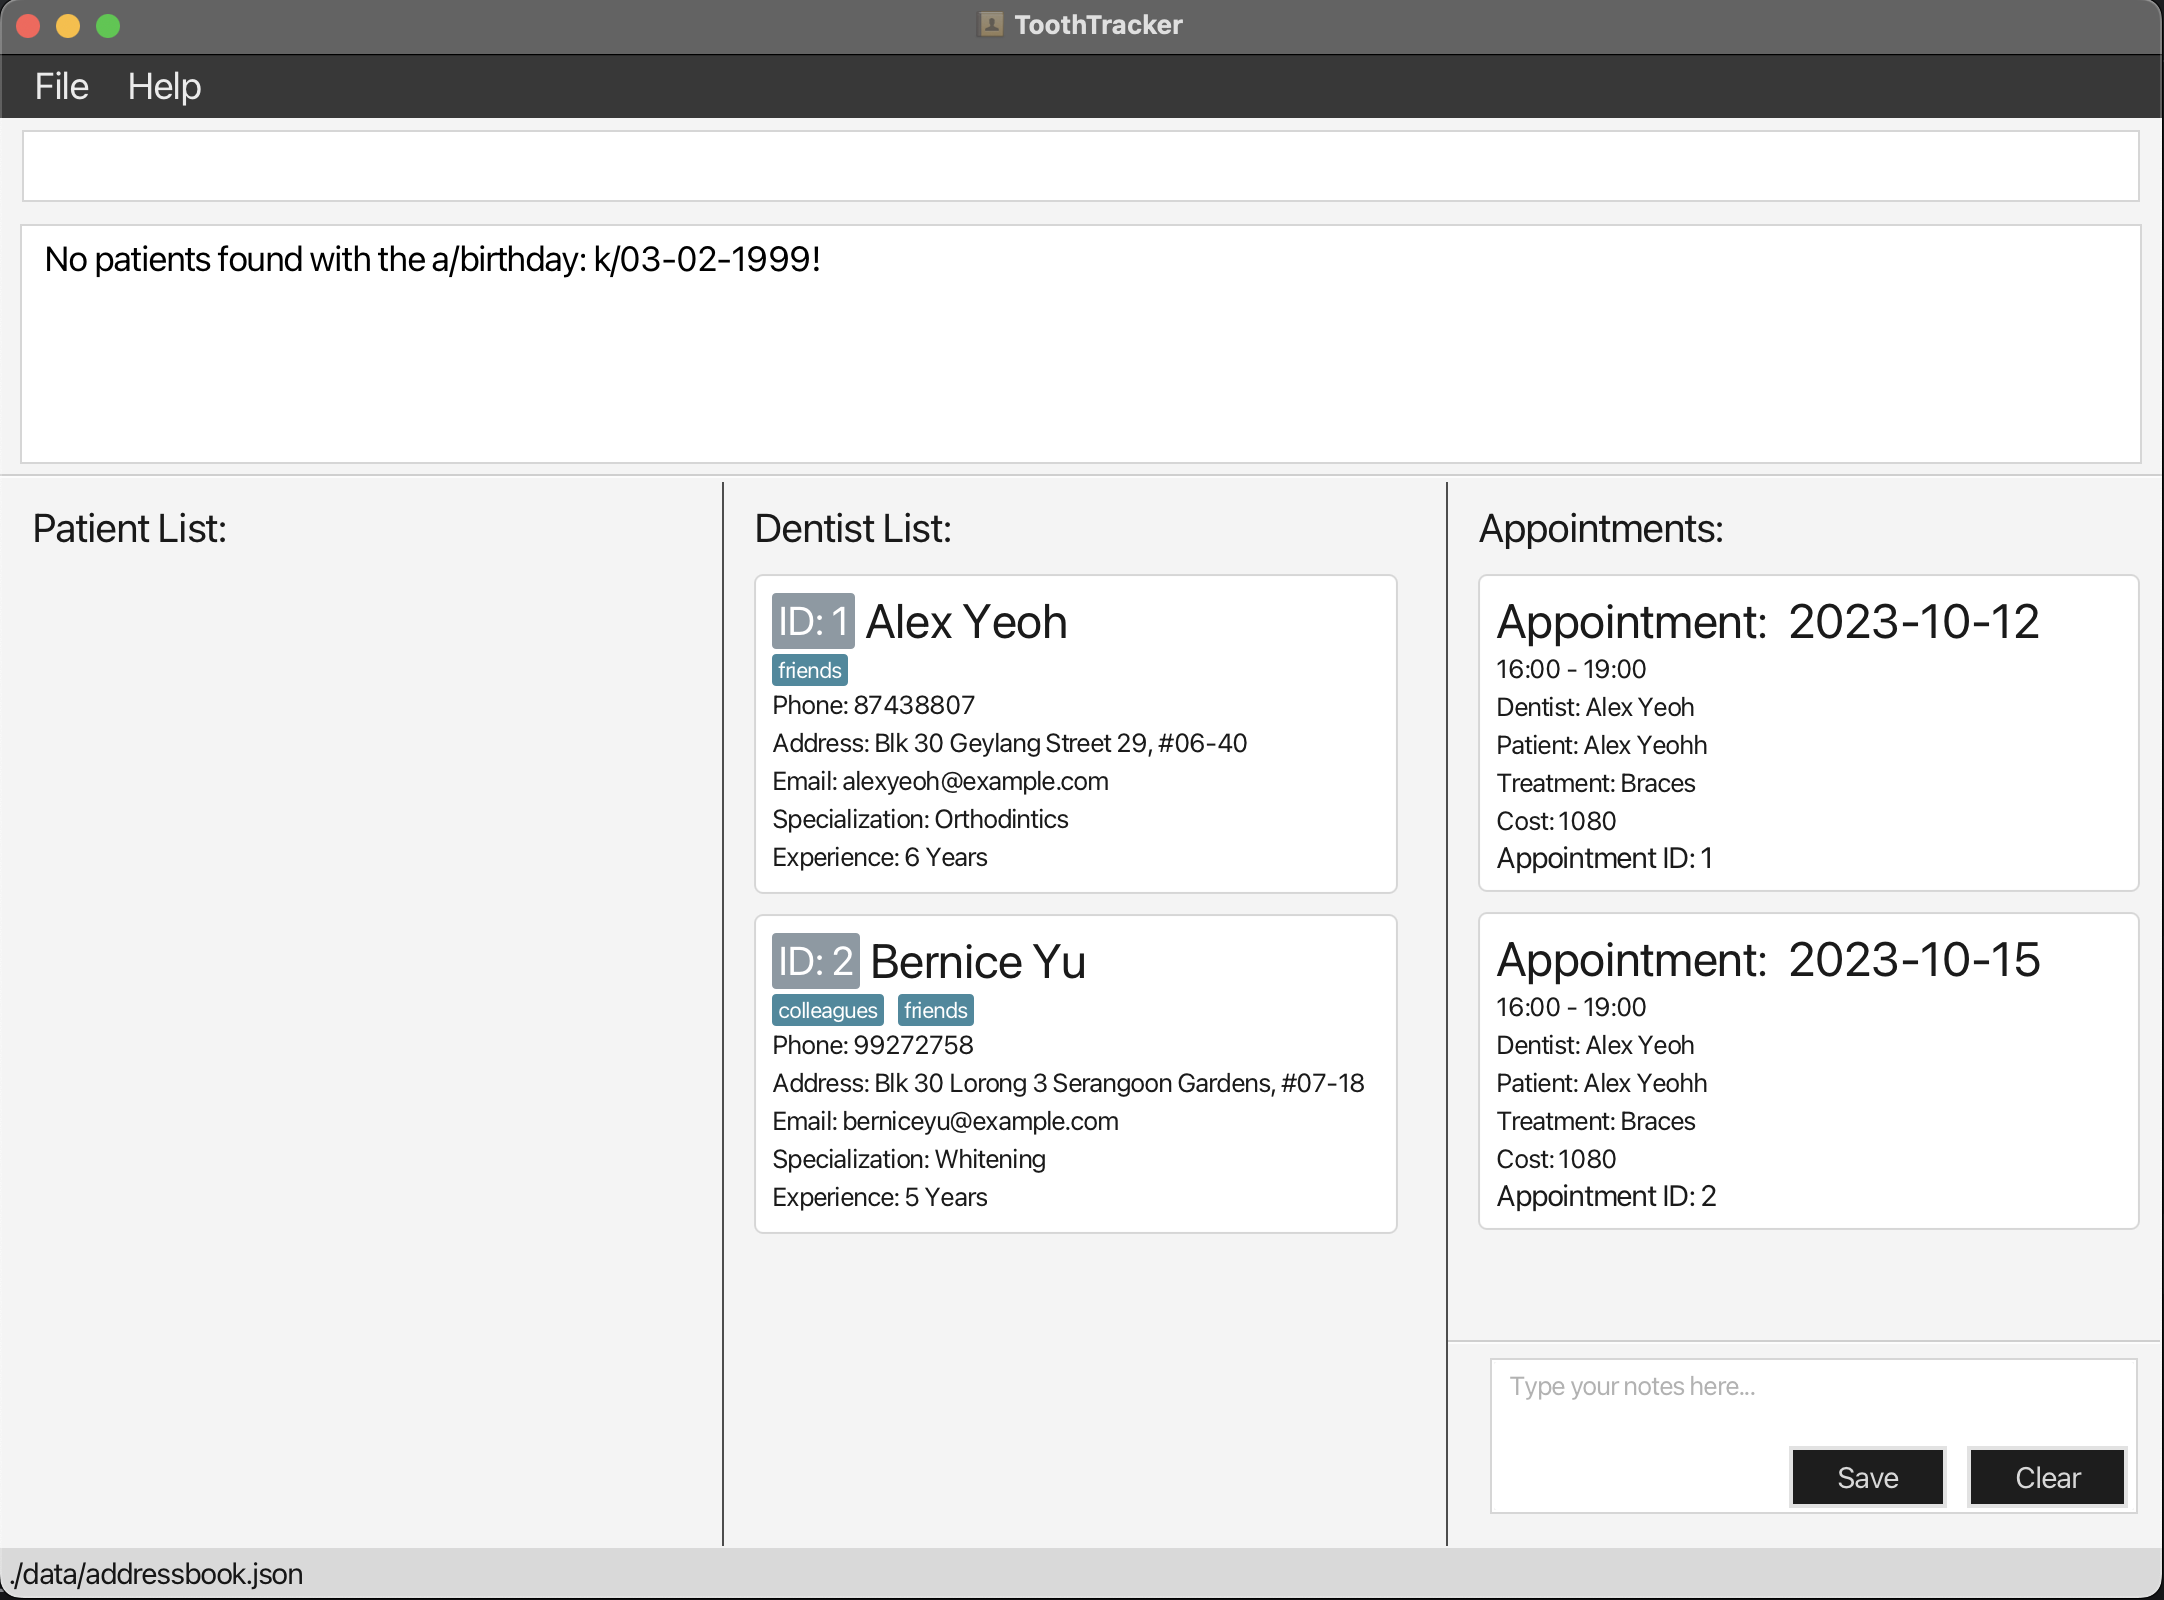 ToothTracker
File Help
No patients found with the a/birthday: k/03-02-1999!
Patient List:
Dentist List:
ID: 1 Alex Yeoh
friends
Phone: 87438807
Address: Blk 30 Geylang Street 29, #06-40
Email: alexyeoh@example.com
Specialization: Orthodintics
Experience: 6 Years
ID: 2 Bernice Yu
colleagues friends
Phone: 99272758
Address: Blk 30 Lorong 3 Serangoon Gardens, #07-18
Email: berniceyu@example.com
Specialization: Whitening
Experience: 5 Years
Appointments:
Appointment: 2023-10-12
16:00 - 19:00
Dentist: Alex Yeoh
Patient: Alex Yeohh
Treatment: Braces
Cost: 1080
Appointment ID: 1
Appointment: 2023-10-15
16:00 - 19:00
Dentist: Alex Yeoh
Patient: Alex Yeohh
Treatment: Braces
Cost: 1080
Appointment ID: 2
Type your notes here...
Save Clear
./data/addressbook.json